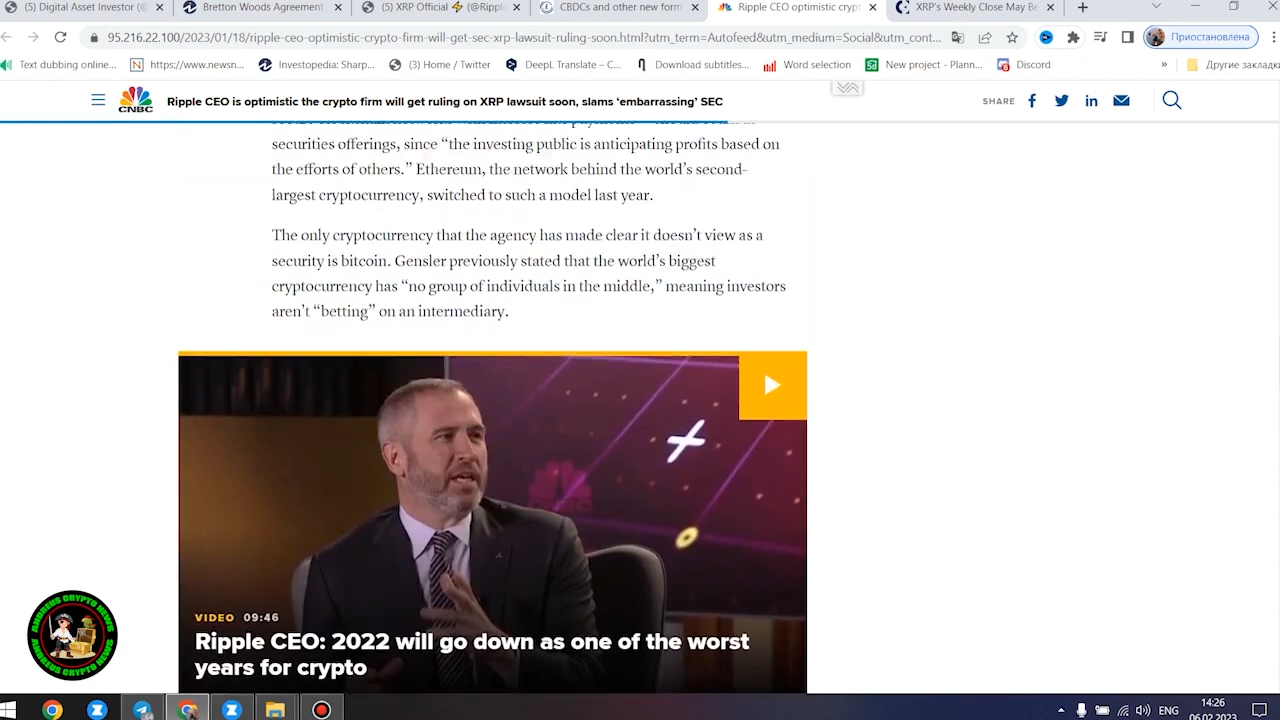 (5) Digital Asset Investor (@
Bretton Woods Agreement
(5) XRP Official ⚡ (@Rippl
CBDCs and other new form
Ripple CEO optimistic crypt
XRP's Weekly Close May Be
95.216.22.100/2023/01/18/ripple-ceo-optimistic-crypto-firm-will-get-sec-xrp-lawsuit-ruling-soon.html?utm_term=Autofeed&utm_medium=Social&utm_cont...
Приостановлена
Text dubbing online...
https://www.newsn...
Investopedia: Sharp...
(3) Home / Twitter
DeepL Translate – C...
Download subtitles...
Word selection
New project - Plann...
Discord
»
Другие закладки
CNBC
Ripple CEO is optimistic the crypto firm will get ruling on XRP lawsuit soon, slams ‘embarrassing’ SEC
SHARE
securities offerings, since “the investing public is anticipating profits based on
the efforts of others.” Ethereum, the network behind the world’s second-
largest cryptocurrency, switched to such a model last year.
The only cryptocurrency that the agency has made clear it doesn’t view as a
security is bitcoin. Gensler previously stated that the world’s biggest
cryptocurrency has “no group of individuals in the middle,” meaning investors
aren’t “betting” on an intermediary.
VIDEO 09:46
Ripple CEO: 2022 will go down as one of the worst
years for crypto
ANDREUS CRYPTO NEWS
ANDREUS CRYPTO NEWS
ENG
14:26
06.02.2023